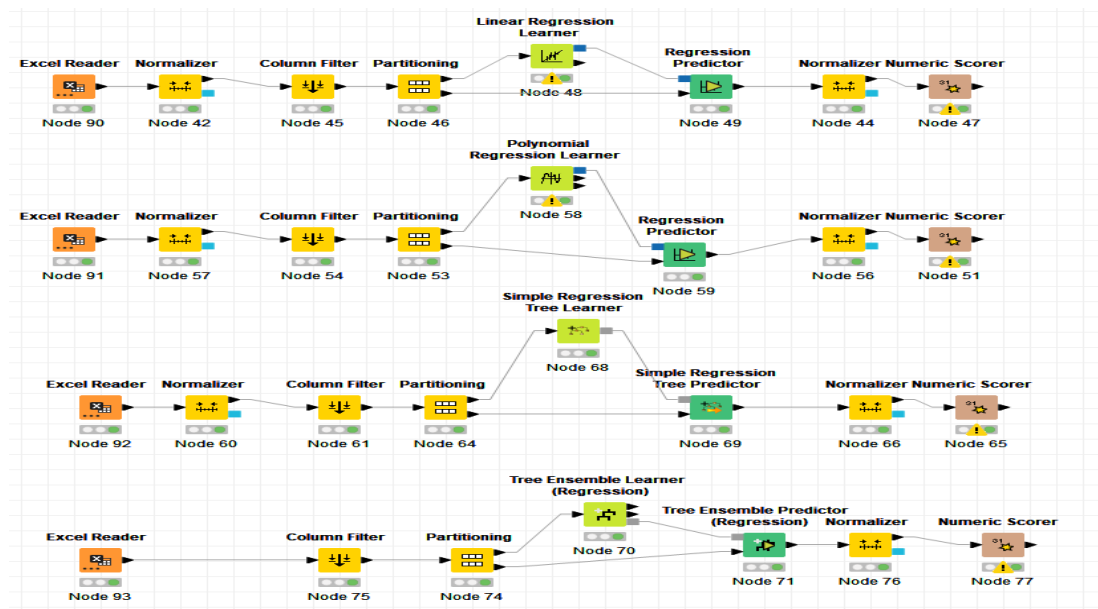 Linear Regression
Learner
Excel Reader Normalizer Column Filter Partitioning Regression
Predictor Normalizer Numeric Scorer
Node 48
Node 90 Node 42 Node 45 Node 46 Node 49 Node 44 Node 47
Polynomial
Regression Learner
Node 58
Excel Reader Normalizer Column Filter Partitioning Regression
Predictor Normalizer Numeric Scorer
Node 91 Node 57 Node 54 Node 53 Node 59 Node 56 Node 51
Simple Regression
Tree Learner
Node 68
Excel Reader Normalizer Column Filter Partitioning Simple Regression
Tree Predictor Normalizer Numeric Scorer
Node 92 Node 60 Node 61 Node 64 Node 69 Node 66 Node 65
Tree Ensemble Learner
(Regression)
Node 70
Excel Reader Column Filter Partitioning Tree Ensemble Predictor
(Regression) Normalizer Numeric Scorer
Node 93 Node 75 Node 74 Node 71 Node 76 Node 77